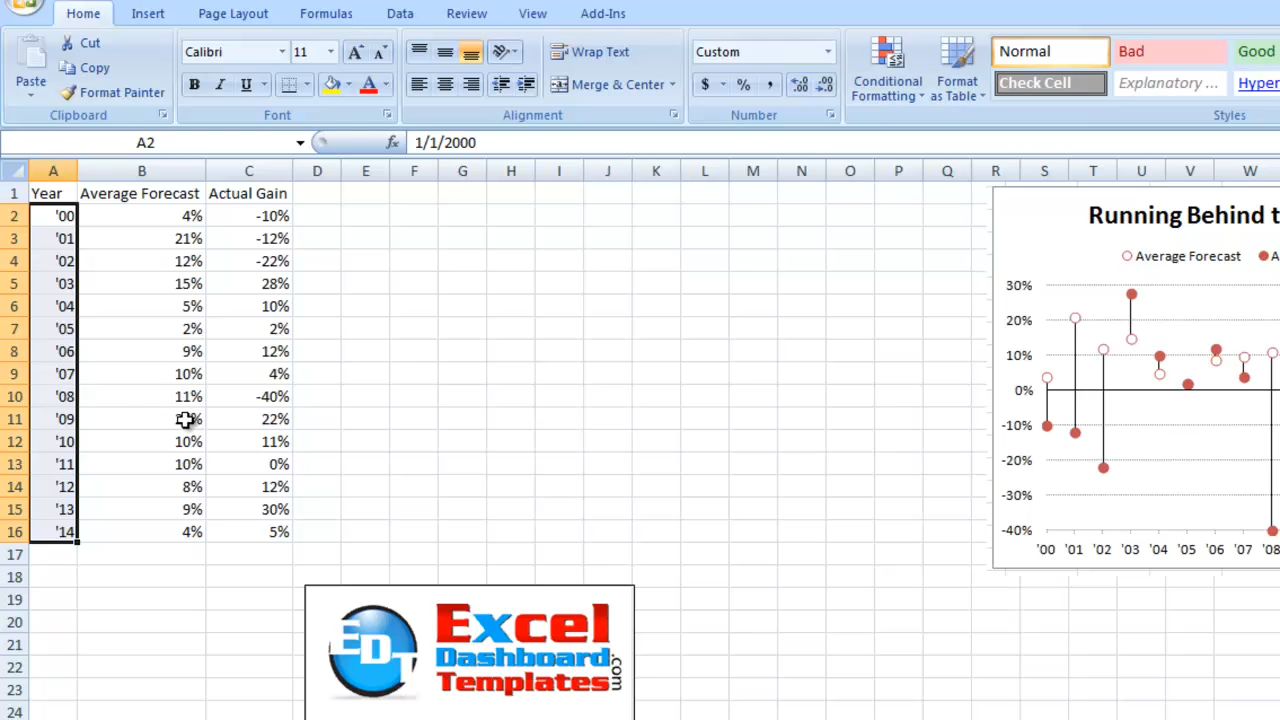 Home Insert Page Layout Formulas Data Review View Add-Ins
Paste
Cut
Copy
Format Painter
Clipboard
Calibri 11
B I U A
Font
Wrap Text
Merge & Center
Alignment
Custom
$ % ,
Number
Conditional Formatting
Format as Table
Normal Bad Good
Check Cell Explanatory ... Hyper
Styles
A2 fx 1/1/2000
A B C D E F G H I J K L M N O P Q R S T U V W
1 Year Average Forecast Actual Gain
2 '00 4% -10%
3 '01 21% -12%
4 '02 12% -22%
5 '03 15% 28%
6 '04 5% 10%
7 '05 2% 2%
8 '06 9% 12%
9 '07 10% 4%
10 '08 11% -40%
11 '09 22%
12 '10 10% 11%
13 '11 10% 0%
14 '12 8% 12%
15 '13 9% 30%
16 '14 4% 5%
17
18
19
20
21
22
23
24
Running Behind t
Average Forecast A
30%
20%
10%
0%
-10%
-20%
-30%
-40%
'00 '01 '02 '03 '04 '05 '06 '07 '08
EDT
Excel
Dashboard
Templates
.com